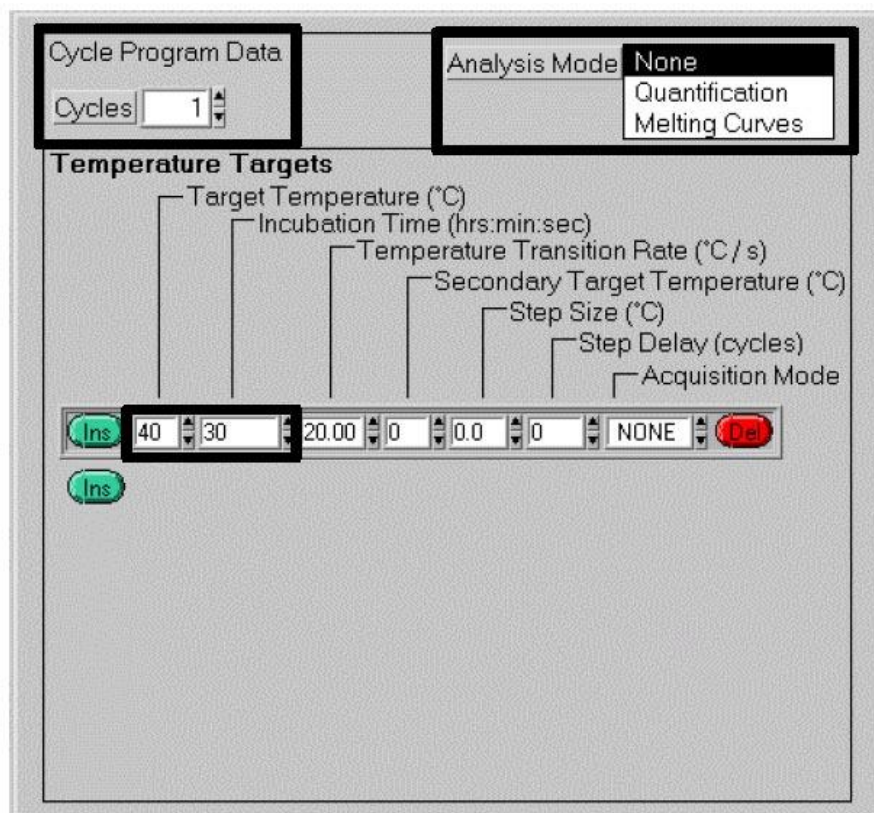 Cycle Program Data
Cycles 1
Analysis Mode None
Quantification
Melting Curves
Temperature Targets
Target Temperature (°C)
Incubation Time (hrs:min:sec)
Temperature Transition Rate (°C / s)
Secondary Target Temperature (°C)
Step Size (°C)
Step Delay (cycles)
Acquisition Mode
Ins 40 30 20.00 0 0.0 0 NONE Del
Ins